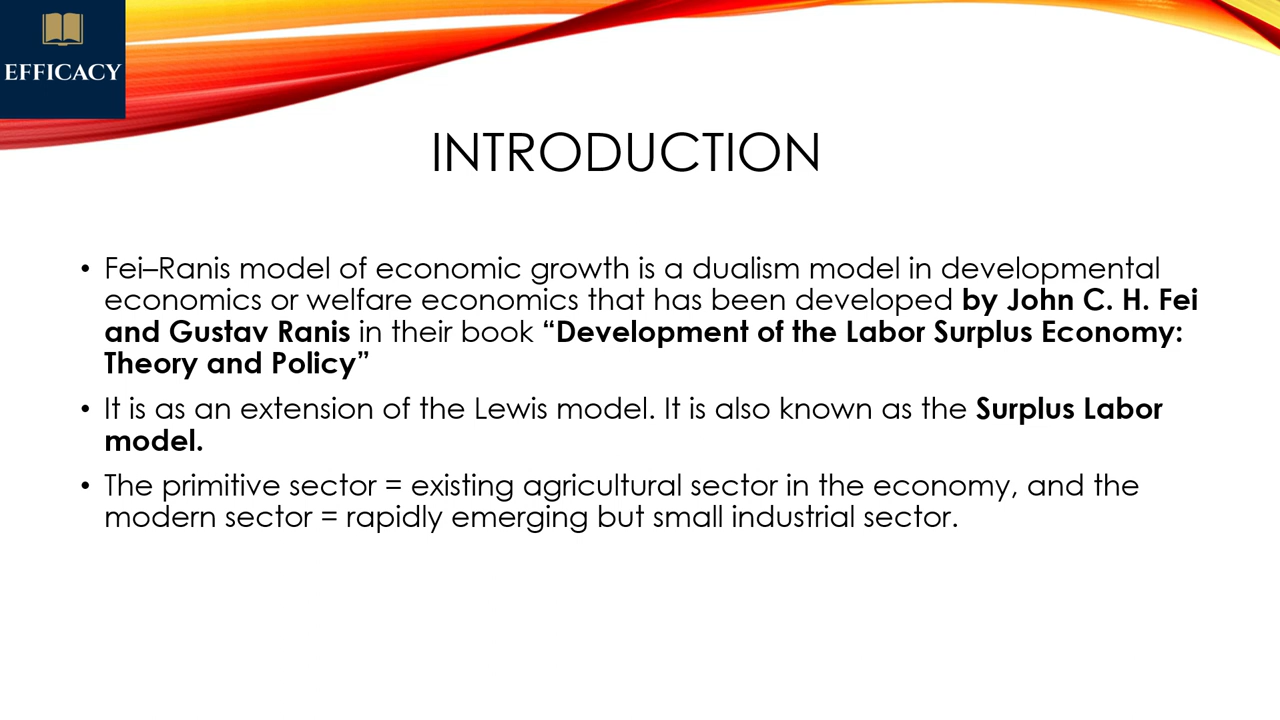 EFFICACY
INTRODUCTION
• Fei–Ranis model of economic growth is a dualism model in developmental
economics or welfare economics that has been developed by John C. H. Fei
and Gustav Ranis in their book “Development of the Labor Surplus Economy:
Theory and Policy”
• It is as an extension of the Lewis model. It is also known as the Surplus Labor
model.
• The primitive sector = existing agricultural sector in the economy, and the
modern sector = rapidly emerging but small industrial sector.